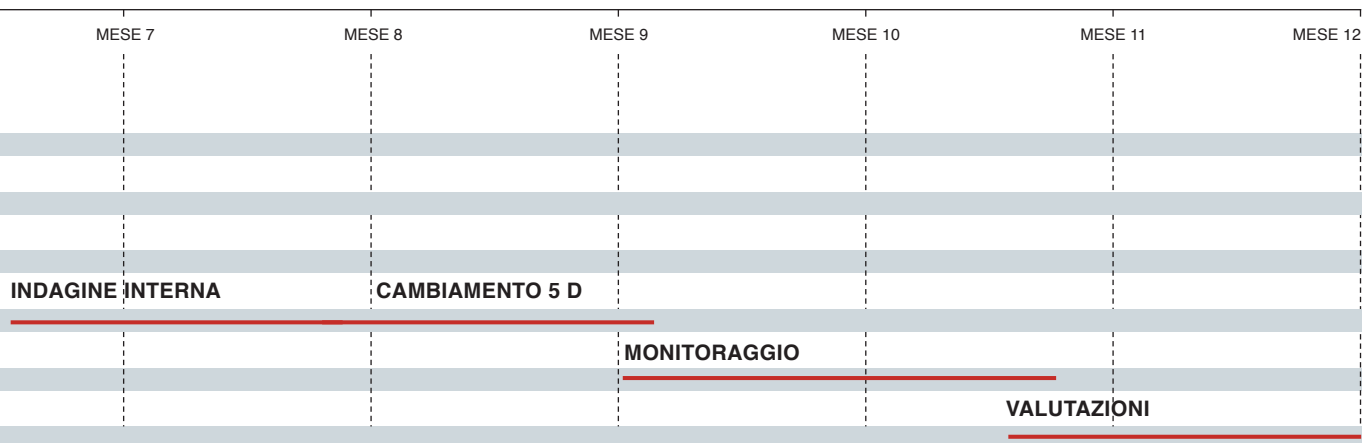 MESE 7 MESE 8 MESE 9 MESE 10 MESE 11 MESE 12
INDAGINE INTERNA CAMBIAMENTO 5 D
MONITORAGGIO
VALUTAZIONI